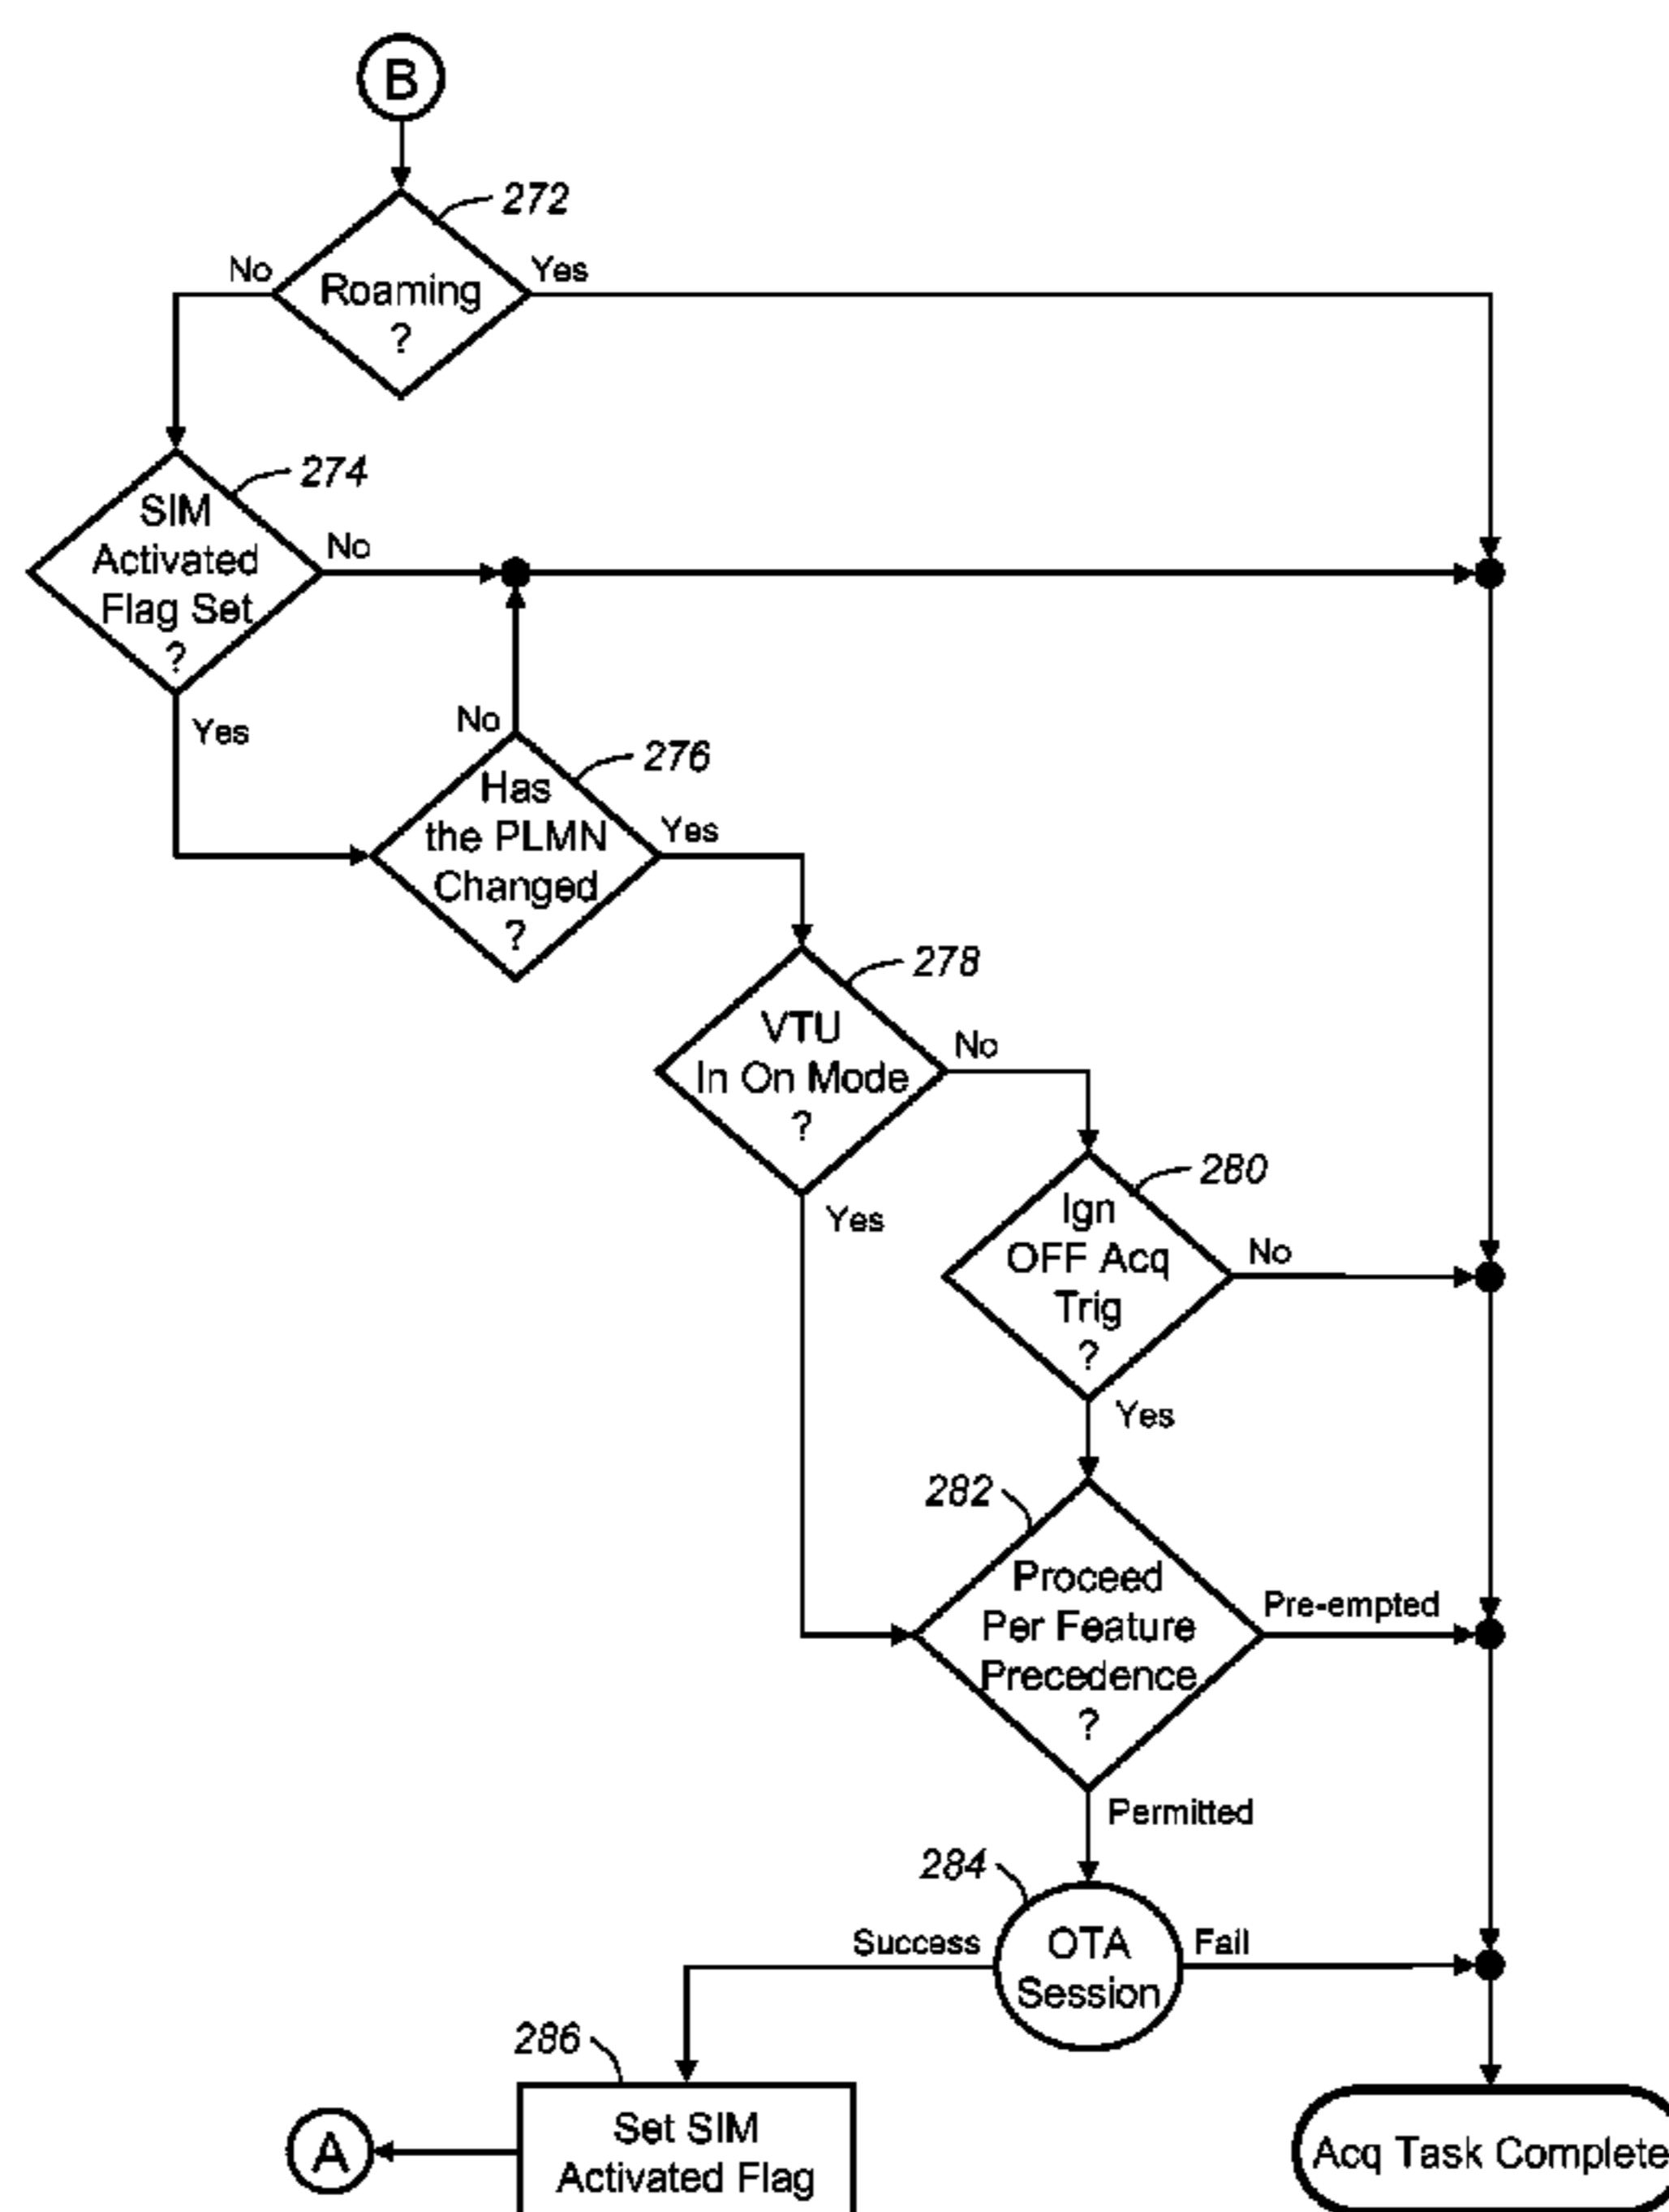 B
272
No
Yes
Roaming
?
274
SIM
Activated
Flag Set
?
No
Yes
No
276
Has
the PLMN
Changed
?
Yes
278
VTU
In On Mode
?
No
Yes
280
Ign
OFF Acq
Trig
?
No
Yes
282
Proceed
Per Feature
Precedence
?
Pre-empted
Permitted
284
Success
OTA
Session
Fail
286
Set SIM
Activated Flag
A
Acq Task Complete